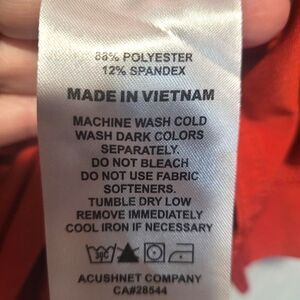 88% POLYESTER
12% SPANDEX
MADE IN VIETNAM
MACHINE WASH COLD
WASH DARK COLORS
SEPARATELY.
DO NOT BLEACH
DO NOT USE FABRIC
SOFTENERS.
TUMBLE DRY LOW
REMOVE IMMEDIATELY
COOL IRON IF NECESSARY
30C
ACUSHNET COMPANY
CA#28544